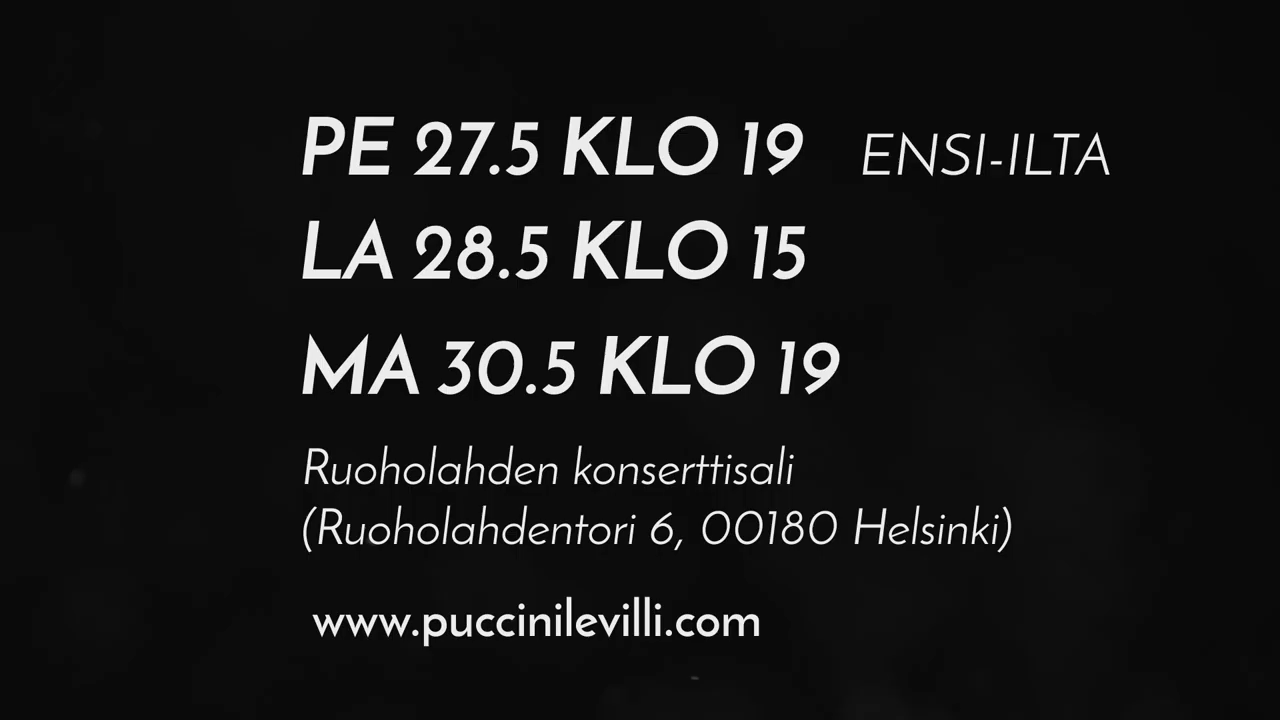 PE 27.5 KLO 19 ENSI-ILTA
LA 28.5 KLO 15
MA 30.5 KLO 19
Ruoholahden konserttisali
(Ruoholahdentori 6, 00180 Helsinki)
www.puccinilevilli.com